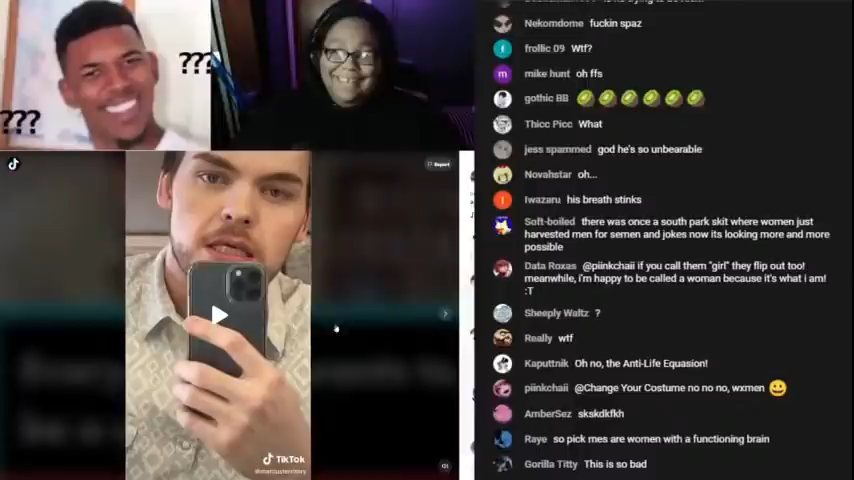 ???
???
Report
TikTok
@marcusterritory
Nekomdome fuckin spaz
frollic 09 Wtf?
mike hunt oh ffs
gothic BB
Thicc Picc What
jess spammed god he's so unbearable
Novahstar oh...
Iwazaru his breath stinks
Soft-boiled there was once a south park skit where women just
harvested men for semen and jokes now its looking more and more
possible
Data Roxas @piinkchaii if you call them "girl" they flip out too!
meanwhile, i'm happy to be called a woman because it's what i am!
:T
Sheeply Waltz ?
Really wtf
Kaputtnik Oh no, the Anti-Life Equasion!
piinkchaii @Change Your Costume no no no, wxmen 😀
AmberSez skskdkfkh
Raye so pick mes are women with a functioning brain
Gorilla Titty This is so bad